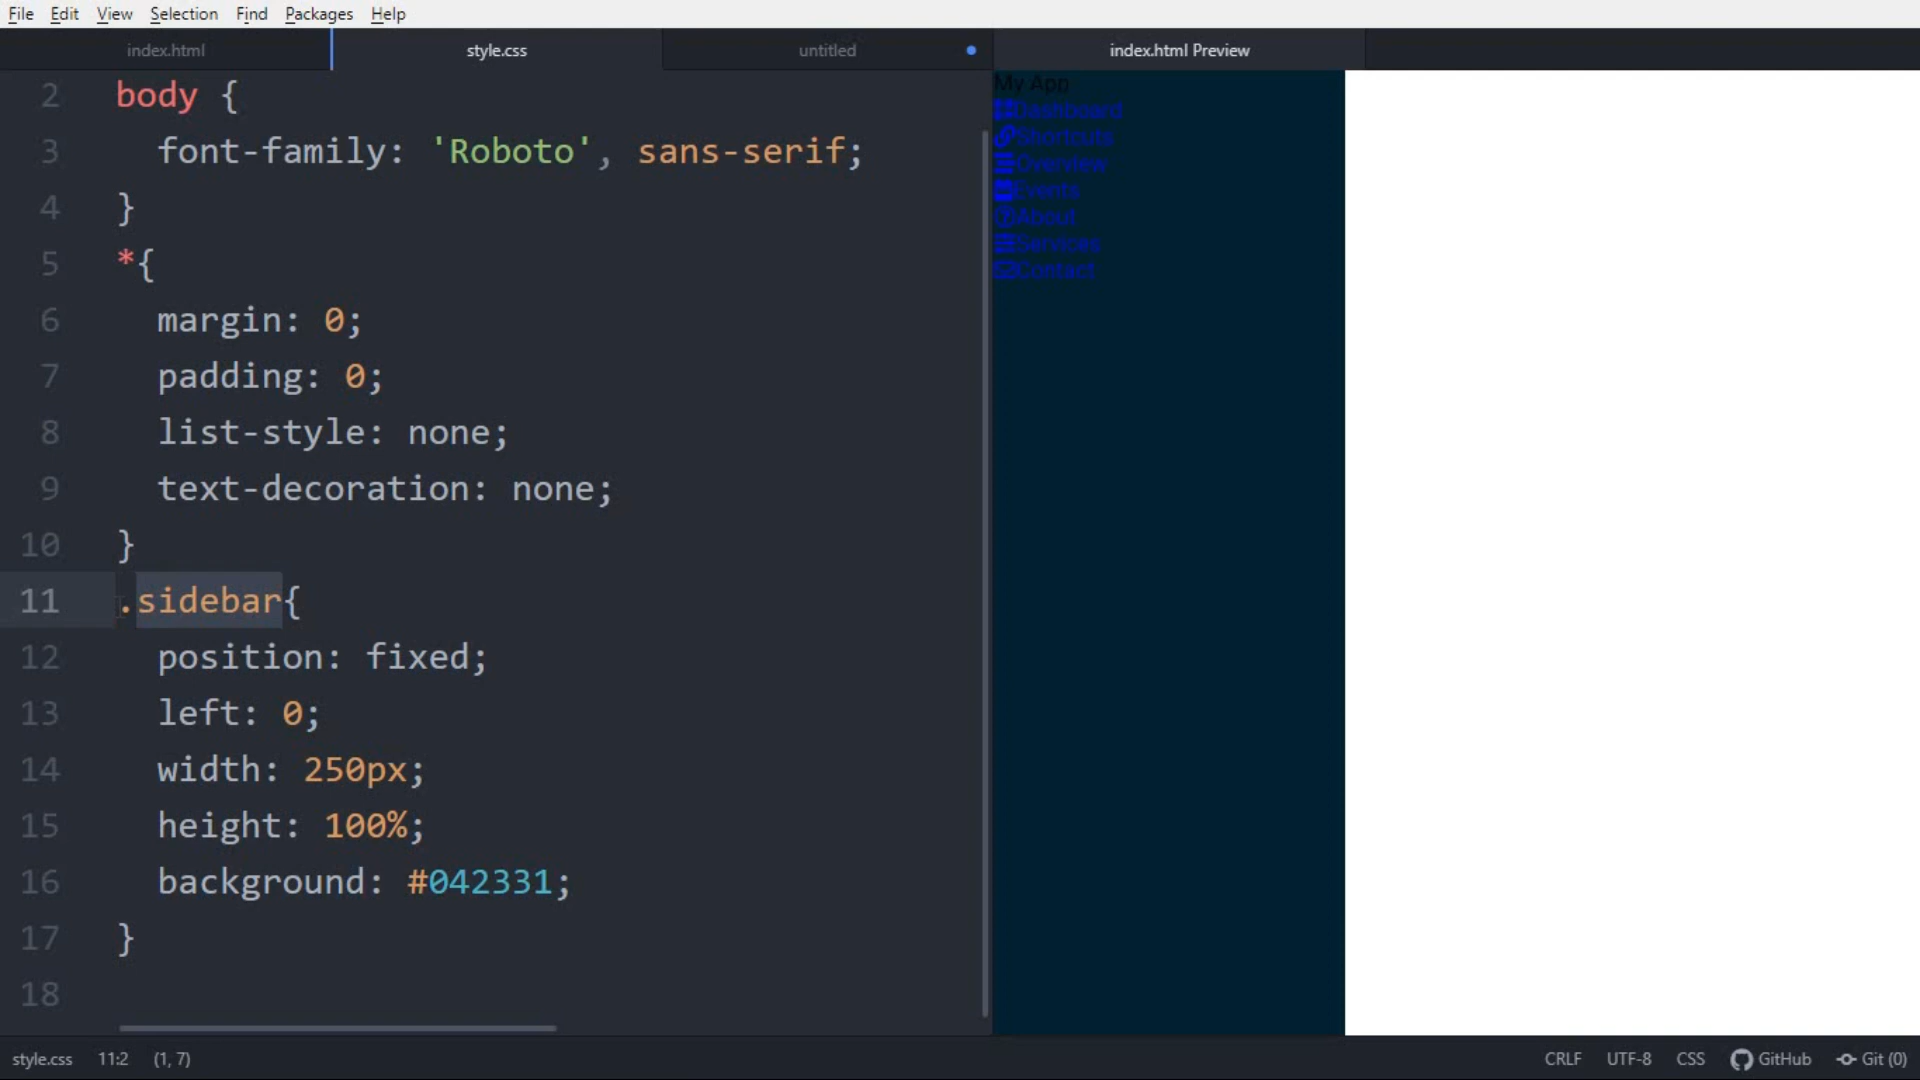 File Edit View Selection Find Packages Help
index.html style.css untitled index.html Preview
2 body {
3 font-family: 'Roboto', sans-serif;
4 }
5 *{
6 margin: 0;
7 padding: 0;
8 list-style: none;
9 text-decoration: none;
10 }
11 .sidebar{
12 position: fixed;
13 left: 0;
14 width: 250px;
15 height: 100%;
16 background: #042331;
17 }
18
My App
Dashboard
Shortcuts
Overview
Events
About
Services
Contact
style.css 11:2 (1, 7) CRLF UTF-8 CSS GitHub Git (0)